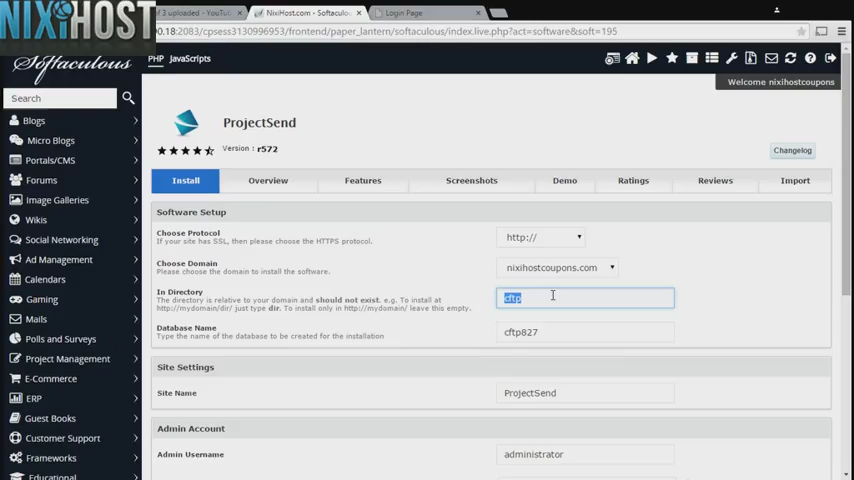 NIXIHOST
of 3 uploaded - YouTu
NixiHost.com - Softaculou
Login Page
00.18:2083/cpsess3130996953/frontend/paper_lantern/softaculous/index.live.php?act=software&soft=195
Softaculous
PHP JavaScripts
Welcome nixihostcoupons
Search
Blogs
Micro Blogs
Portals/CMS
Forums
Image Galleries
Wikis
Social Networking
Ad Management
Calendars
Gaming
Mails
Polls and Surveys
Project Management
E-Commerce
ERP
Guest Books
Customer Support
Frameworks
Educational
ProjectSend
Version : r572
Changelog
Install Overview Features Screenshots Demo Ratings Reviews Import
Software Setup
Choose Protocol
If your site has SSL, then please choose the HTTPS protocol.
http://
Choose Domain
Please choose the domain to install the software.
nixihostcoupons.com
In Directory
The directory is relative to your domain and should not exist. e.g. To install at
http://mydomain/dir/ just type dir. To install only in http://mydomain/ leave this empty.
cftp
Database Name
Type the name of the database to be created for the installation
cftp827
Site Settings
Site Name
ProjectSend
Admin Account
Admin Username
administrator